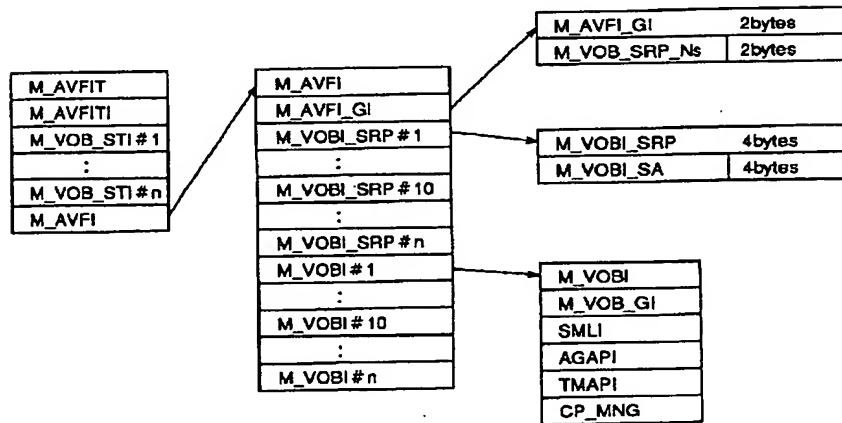 M_AVFIT
M_AVFITI
M_VOB_STI#1
:
M_VOB_STI#n
M_AVFI
M_AVFI
M_AVFI_GI
M_VOBI_SRP#1
:
M_VOBI_SRP#10
:
M_VOBI_SRP#n
M_VOBI#1
:
M_VOBI#10
:
M_VOBI#n
M_AVFI_GI 2bytes
M_VOB_SRP_Ns 2bytes
M_VOBI_SRP 4bytes
M_VOBI_SA 4bytes
M_VOBI
M_VOB_GI
SMLI
AGAPI
TMAPI
CP_MNG